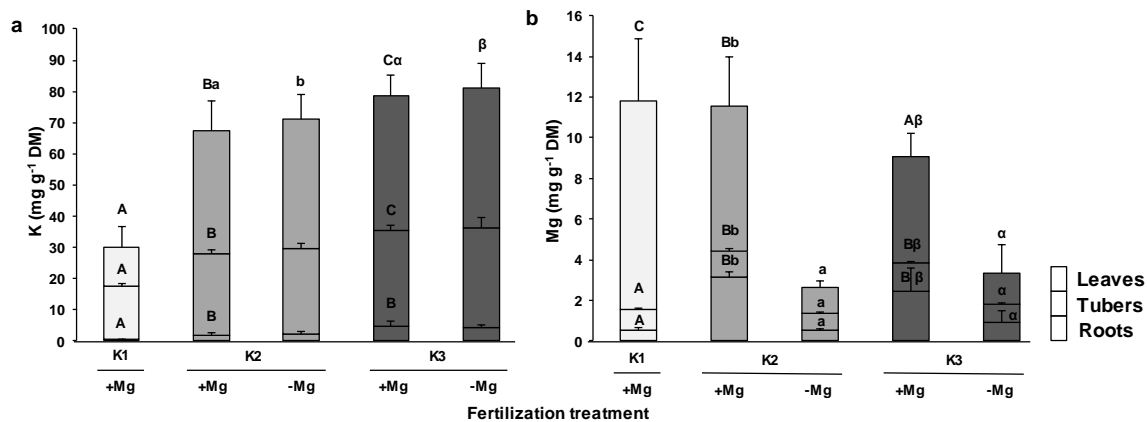 a
K (mg g-1 DM)
100
90
80
70
60
50
40
30
20
10
0
A
A
A
Ba
B
B
b
Cα
C
B
β
K1
K2
K3
+Mg
+Mg
-Mg
+Mg
-Mg
b
Mg (mg g-1 DM)
16
14
12
10
8
6
4
2
0
C
A
A
Bb
Bb
Bb
a
a
a
Aβ
Bβ
Bβ
α
α
α
K1
K2
K3
+Mg
+Mg
-Mg
+Mg
-Mg
Fertilization treatment
Leaves
Tubers
Roots